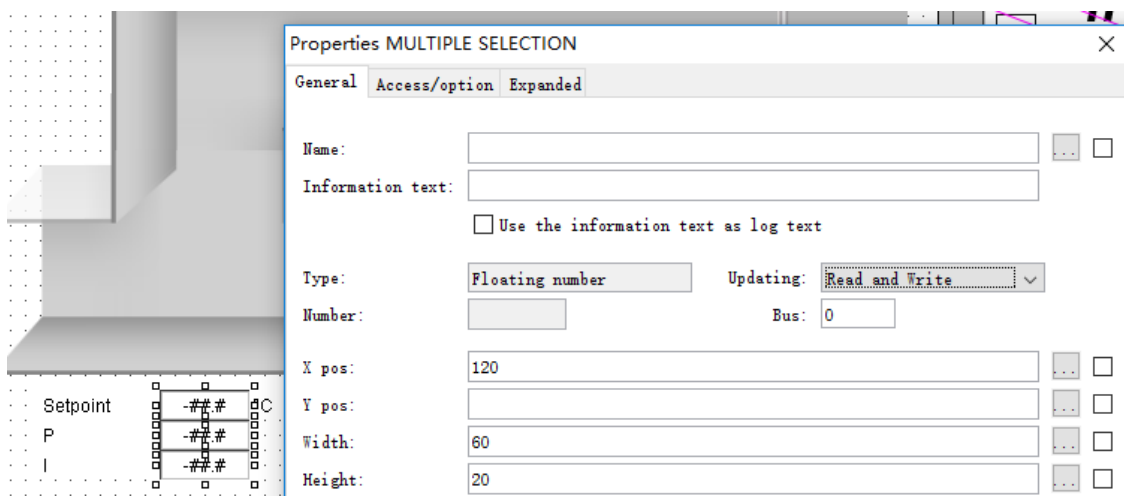 Properties MULTIPLE SELECTION
General Access/option Expanded
Name: ...
Information text:
Use the information text as log text
Type: Floating number Updating: Read and Write
Number: Bus: 0
X pos: 120 ...
Y pos: ...
Width: 60 ...
Height: 20 ...
Setpoint -##.# °C
P -##.#
I -##.#